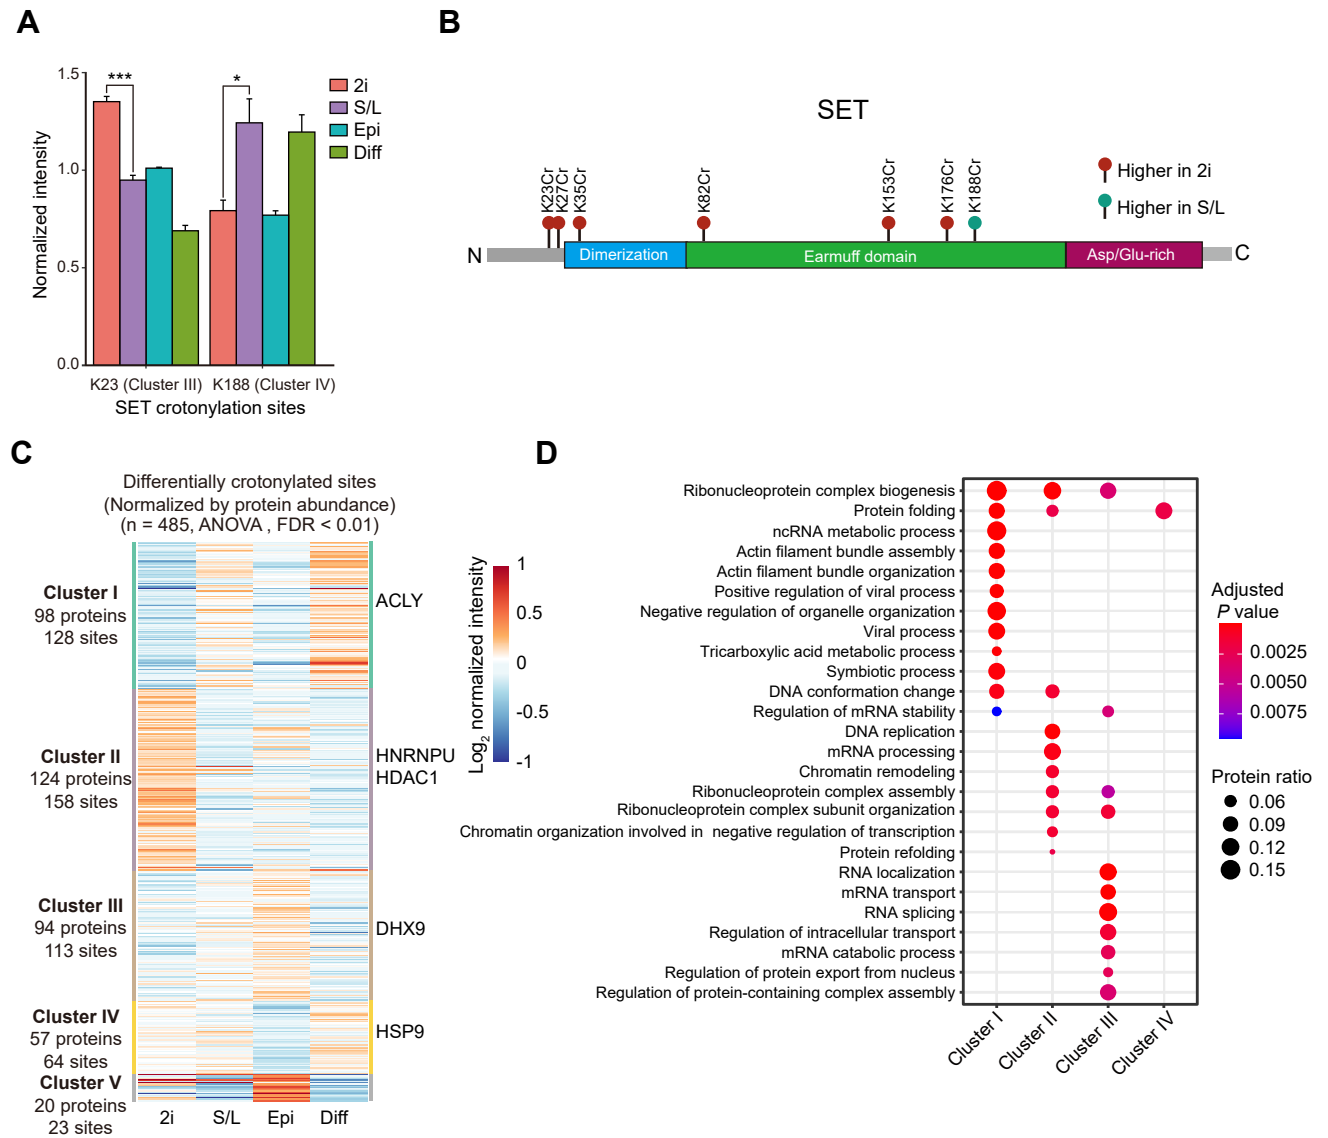 A
1.5
1.0
0.5
0.0
Normalized intensity
***
*
2i
S/L
Epi
Diff
K23 (Cluster III)
K188 (Cluster IV)
SET crotonylation sites
B
SET
K23Cr
K27Cr
K35Cr
K82Cr
K153Cr
K176Cr
K188Cr
Higher in 2i
Higher in S/L
N
Dimerization
Earmuff domain
Asp/Glu-rich
C
C
Differentially crotonylated sites
(Normalized by protein abundance)
(n = 485, ANOVA , FDR < 0.01)
Cluster I
98 proteins
128 sites
Cluster II
124 proteins
158 sites
Cluster III
94 proteins
113 sites
Cluster IV
57 proteins
64 sites
Cluster V
20 proteins
23 sites
ACLY
HNRNPU
HDAC1
DHX9
HSP9
2i
S/L
Epi
Diff
Log2 normalized intensity
1
0.5
0
-0.5
-1
D
Ribonucleoprotein complex biogenesis
Protein folding
ncRNA metabolic process
Actin filament bundle assembly
Actin filament bundle organization
Positive regulation of viral process
Negative regulation of organelle organization
Viral process
Tricarboxylic acid metabolic process
Symbiotic process
DNA conformation change
Regulation of mRNA stability
DNA replication
mRNA processing
Chromatin remodeling
Ribonucleoprotein complex assembly
Ribonucleoprotein complex subunit organization
Chromatin organization involved in negative regulation of transcription
Protein refolding
RNA localization
mRNA transport
RNA splicing
Regulation of intracellular transport
mRNA catabolic process
Regulation of protein export from nucleus
Regulation of protein-containing complex assembly
Cluster I
Cluster II
Cluster III
Cluster IV
Adjusted
P value
0.0025
0.0050
0.0075
Protein ratio
0.06
0.09
0.12
0.15